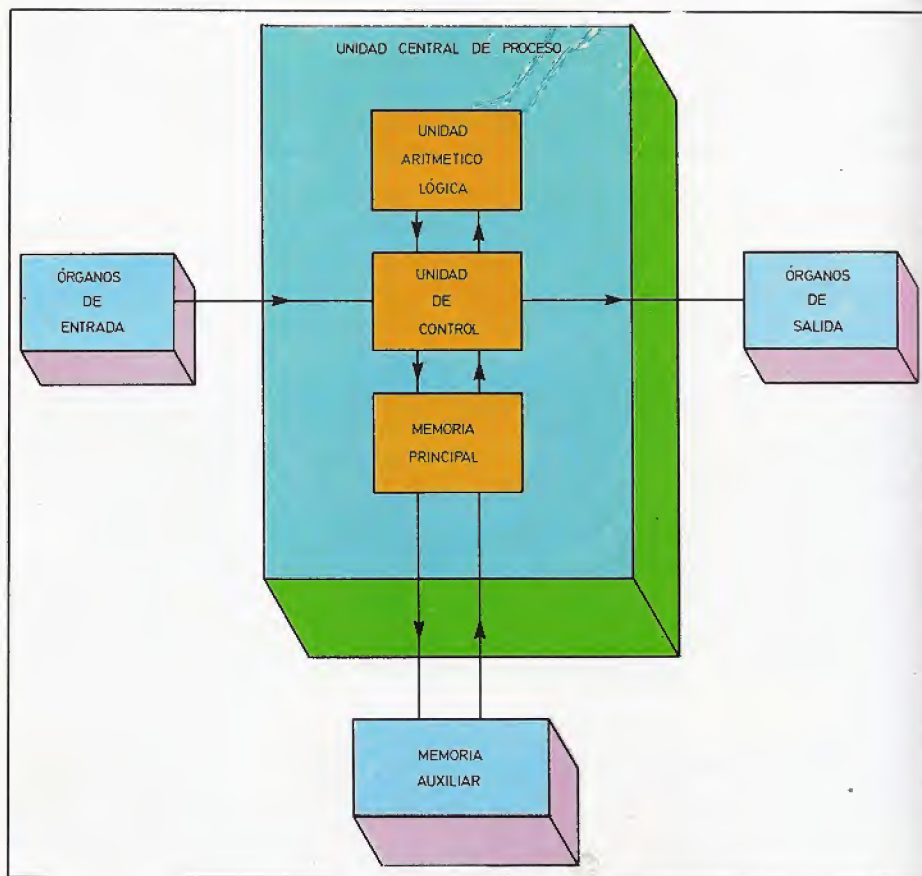 UNIDAD CENTRAL DE PROCESO
UNIDAD
ARITMETICO
LÓGICA
ÓRGANOS
DE
ENTRADA
UNIDAD
DE
CONTROL
ÓRGANOS
DE
SALIDA
MEMORIA
PRINCIPAL
MEMORIA
AUXILIAR